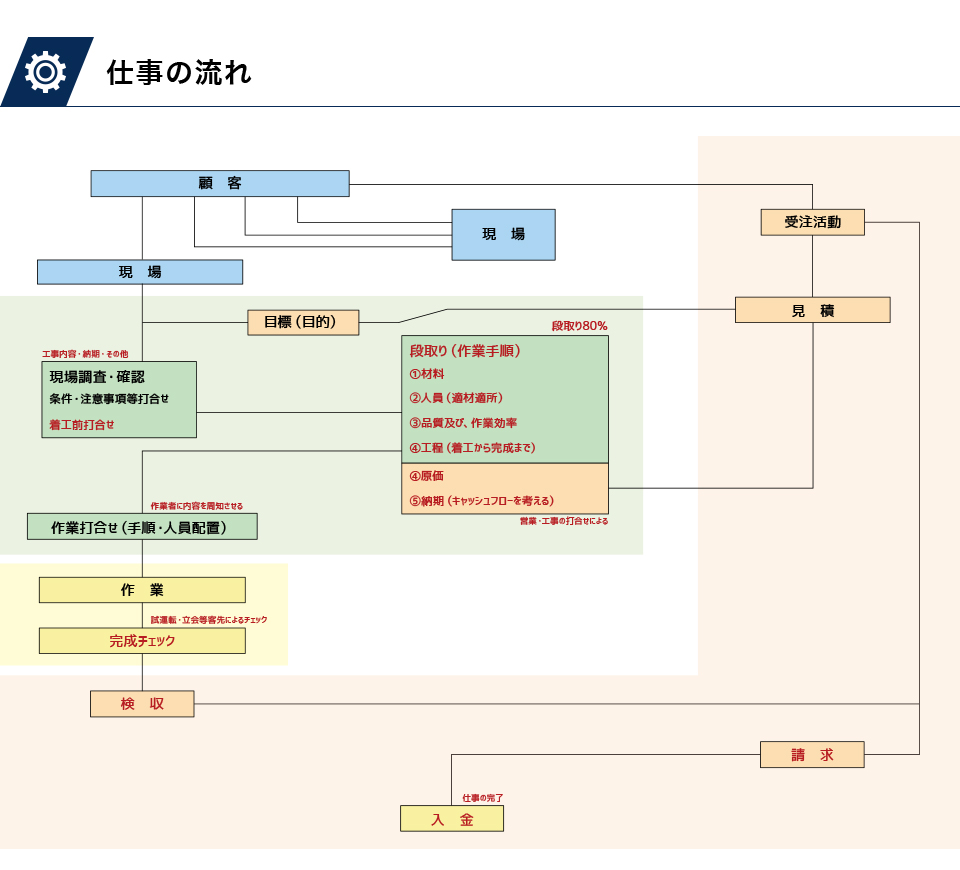 仕事の流れ
顧 客
現 場
受注活動
現 場
見 積
目標（目的）
段取り80%
工事内容・納期・その他
現場調査・確認
条件・注意事項等打合せ
着工前打合せ
段取り（作業手順）
①材料
②人員（適材適所）
③品質及び、作業効率
④工程（着工から完成まで）
④原価
⑤納期（キャッシュフローを考える）
営業・工事の打合せによる
作業者に内容を周知させる
作業打合せ（手順・人員配置）
作 業
試運転・立会等客先によるチェック
完成チェック
検 収
請 求
仕事の完了
入 金